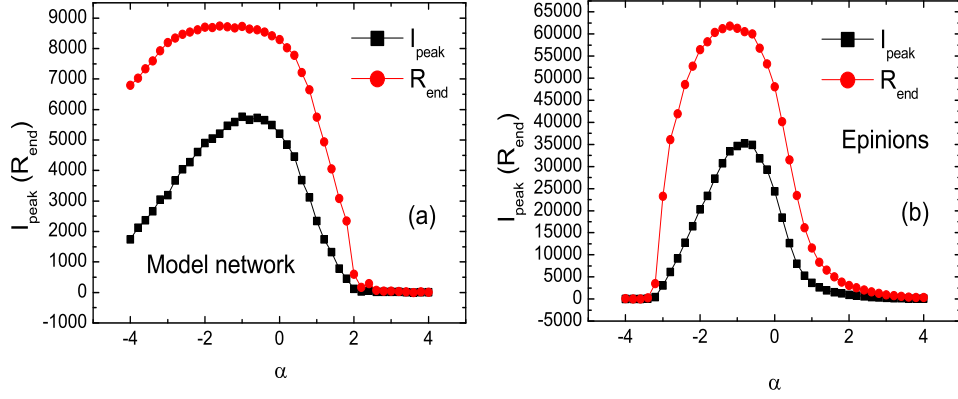 I_peak (R_end)
9000
8000
7000
6000
5000
4000
3000
2000
1000
0
-1000
I_peak
R_end
(a)
Model network
-4 -2 0 2 4
α
I_peak (R_end)
65000
60000
55000
50000
45000
40000
35000
30000
25000
20000
15000
10000
5000
0
-5000
I_peak
R_end
Epinions
(b)
-4 -2 0 2 4
α